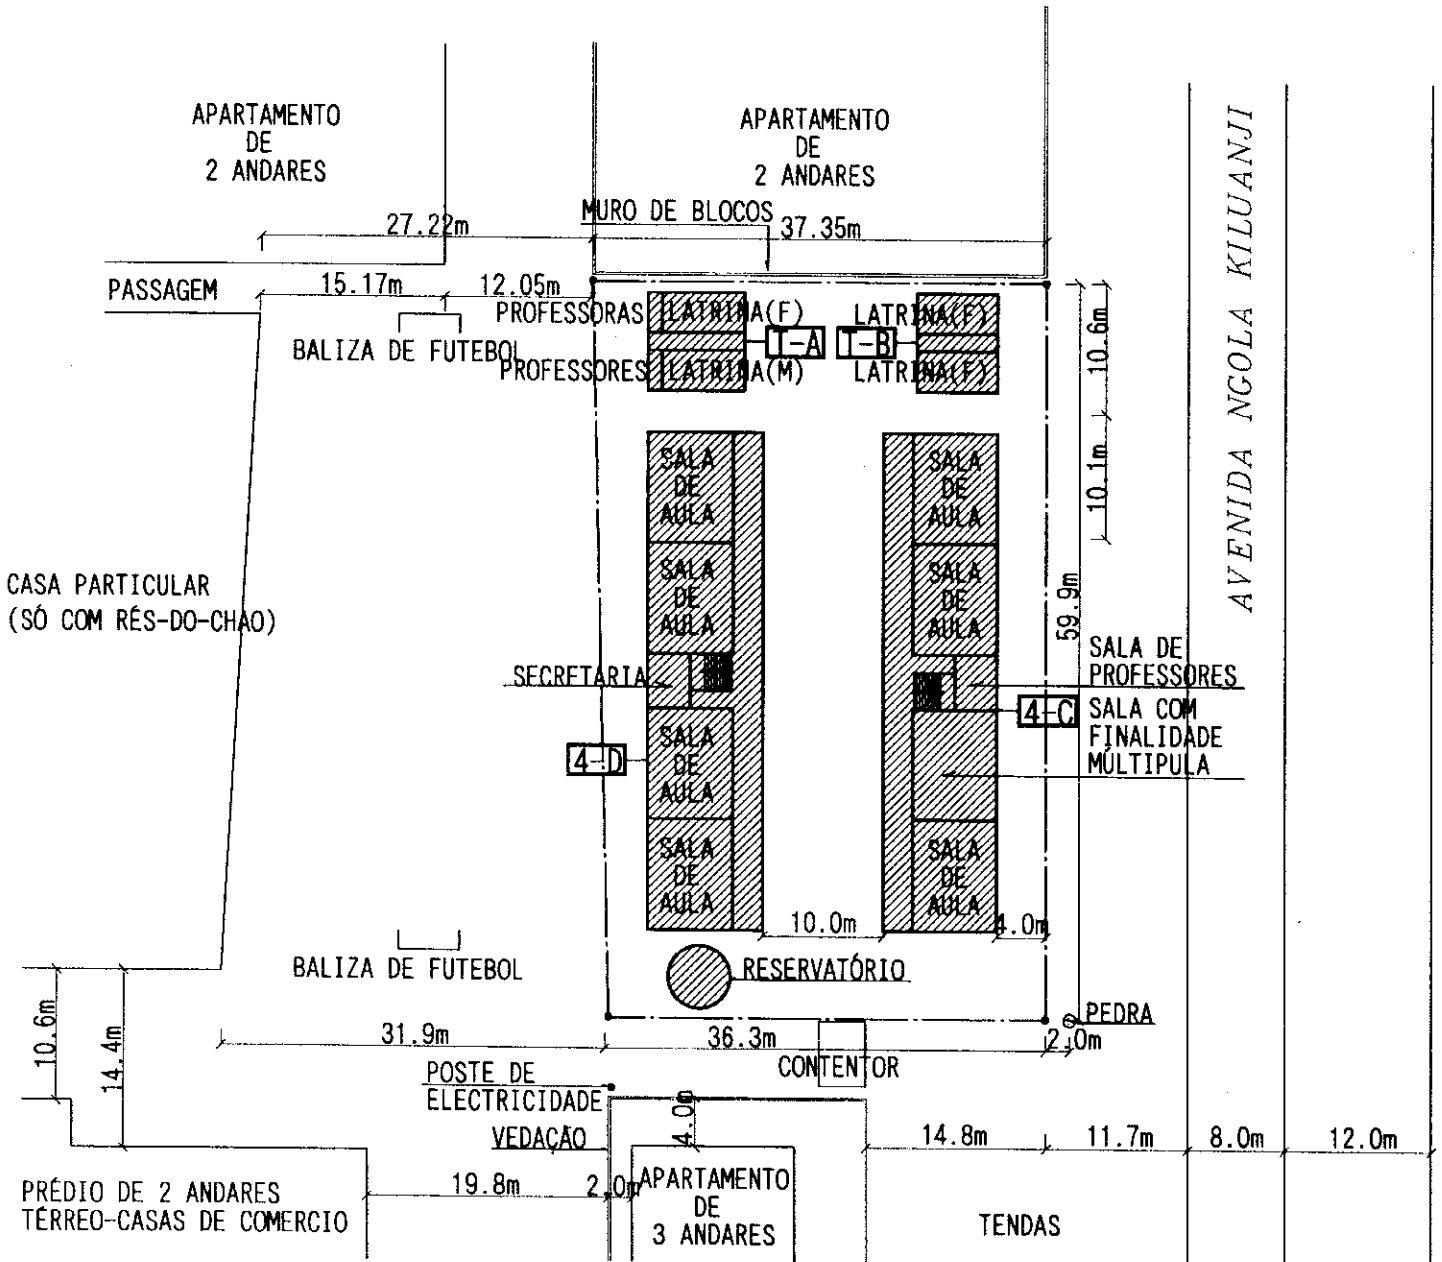 APARTAMENTO
DE
2 ANDARES
APARTAMENTO
DE
2 ANDARES
AVENIDA NGOLA KILUANJI
MURO DE BLOCOS
27.22m
37.35m
PASSAGEM
15.17m
12.05m
PROFESSORAS
LATRINA(F)
LATRINA(F)
T-A
T-B
BALIZA DE FUTEBOL
PROFESSORES
LATRINA(M)
LATRINA(F)
10.6m
10.1m
59.9m
SALA
DE
AULA
SALA
DE
AULA
SALA
DE
AULA
SALA
DE
AULA
CASA PARTICULAR
(SÓ COM RÉS-DO-CHAO)
SECRETARIA
SALA DE
PROFESSORES
4-C
SALA COM
FINALIDADE
MÚLTIPULA
4-D
SALA
DE
AULA
SALA
DE
AULA
SALA
DE
AULA
10.0m
4.0m
BALIZA DE FUTEBOL
RESERVATÓRIO
PEDRA
10.6m
14.4m
31.9m
36.3m
2.0m
CONTENTOR
POSTE DE
ELECTRICIDADE
4.0m
VEDAÇÃO
14.8m
11.7m
8.0m
12.0m
19.8m
2.0m
PRÉDIO DE 2 ANDARES
TÉRREO-CASAS DE COMERCIO
APARTAMENTO
DE
3 ANDARES
TENDAS